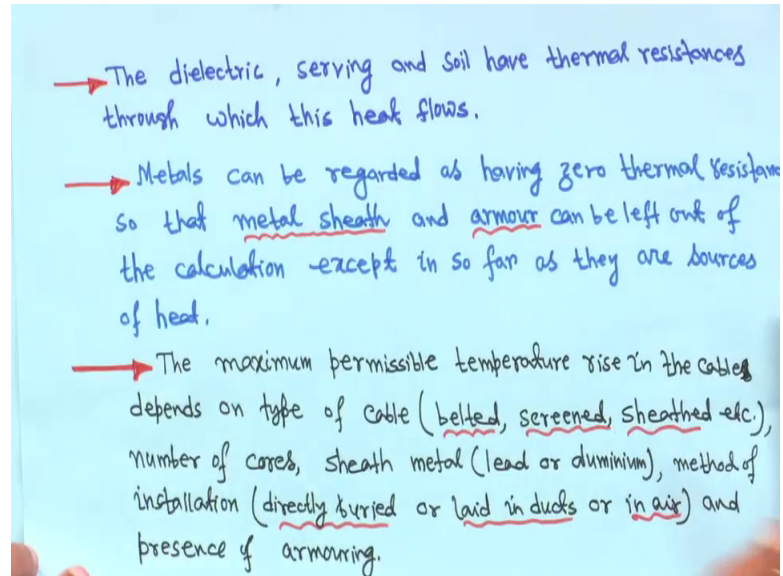 The dielectric, serving and soil have thermal resistances
through which this heat flows.
Metals can be regarded as having zero thermal resistanc
so that metal sheath and armour can be left out of
the calculation except in so far as they are sources
of heat.
The maximum permissible temperature rise in the cables
depends on type of cable (belted, screened, sheathed etc.),
number of cores, sheath metal (lead or aluminium), method of
installation (directly buried or laid in ducts or in air) and
presence of armouring.